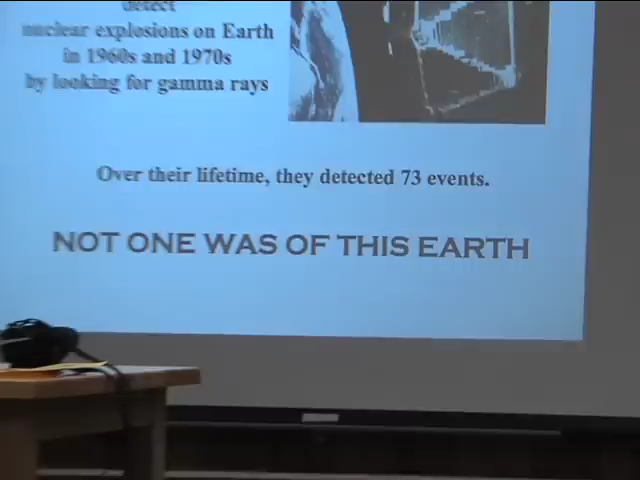 detect
nuclear explosions on Earth
in 1960s and 1970s
by looking for gamma rays
Over their lifetime, they detected 73 events.
NOT ONE WAS OF THIS EARTH